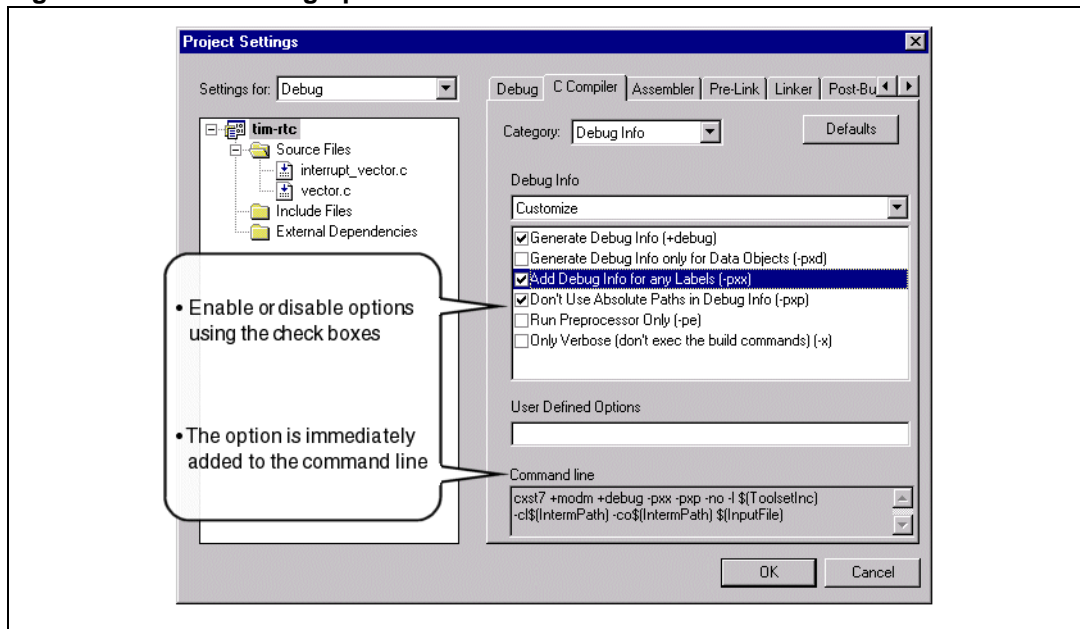 Project Settings
Settings for: Debug
tim-rtc
Source Files
interrupt_vector.c
vector.c
Include Files
External Dependencies
• Enable or disable options
using the check boxes
• The option is immediately
added to the command line
Debug C Compiler Assembler Pre-Link Linker Post-Bu
Category: Debug Info
Defaults
Debug Info
Customize
Generate Debug Info (+debug)
Generate Debug Info only for Data Objects (-pxd)
Add Debug Info for any Labels (-pxx)
Don't Use Absolute Paths in Debug Info (-pxp)
Run Preprocessor Only (-pe)
Only Verbose (don't exec the build commands) (-x)
User Defined Options
Command line
cxst7 +modm +debug -pxx -pxp -no -l $(ToolsetInc)
-cl$(IntermPath) -co$(IntermPath) $(InputFile)
OK Cancel